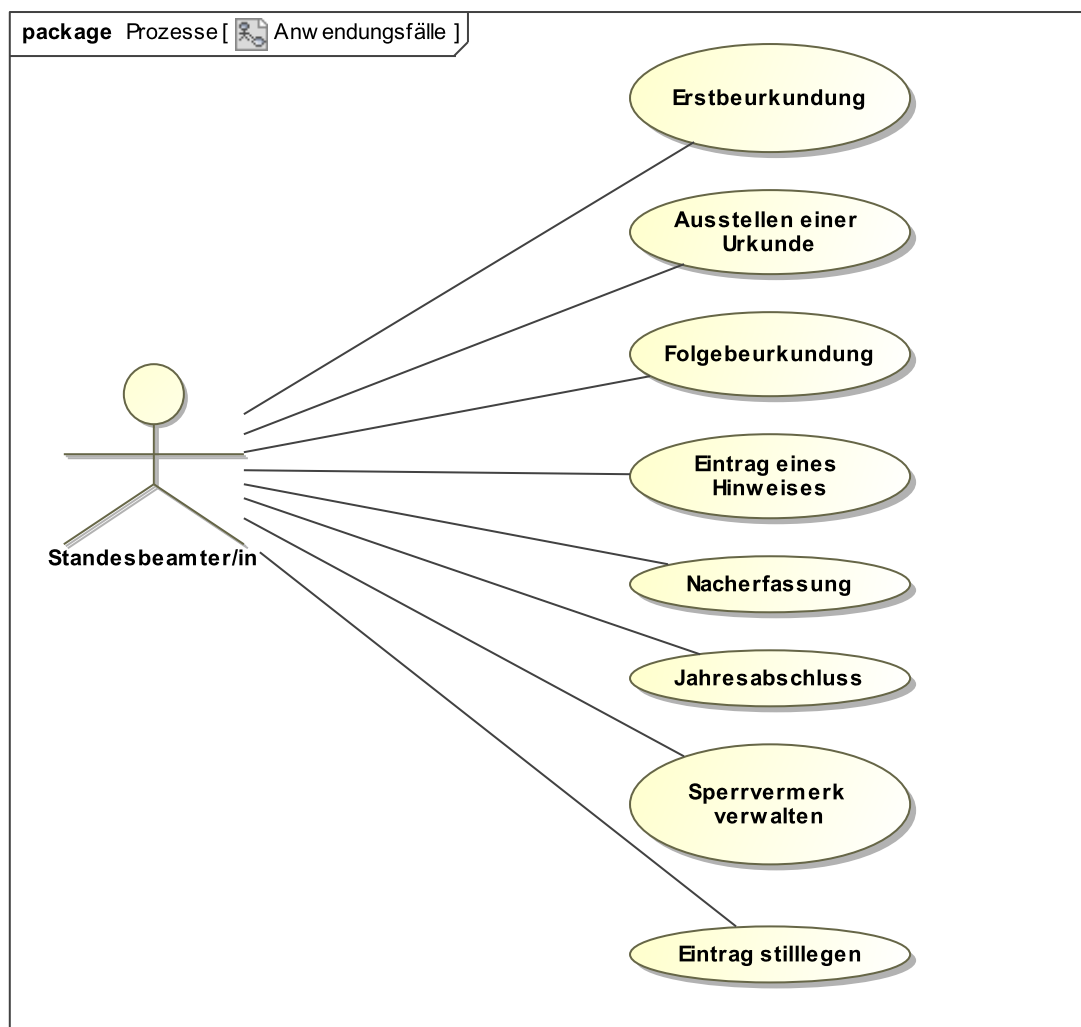 package Prozesse [ Anwendungsfälle ]
Erstbeurkundung
Ausstellen einer
Urkunde
Folgebeurkundung
Eintrag eines
Hinweises
Standesbeamter/in
Nacherfassung
Jahresabschluss
Sperrvermerk
verwalten
Eintrag stilllegen